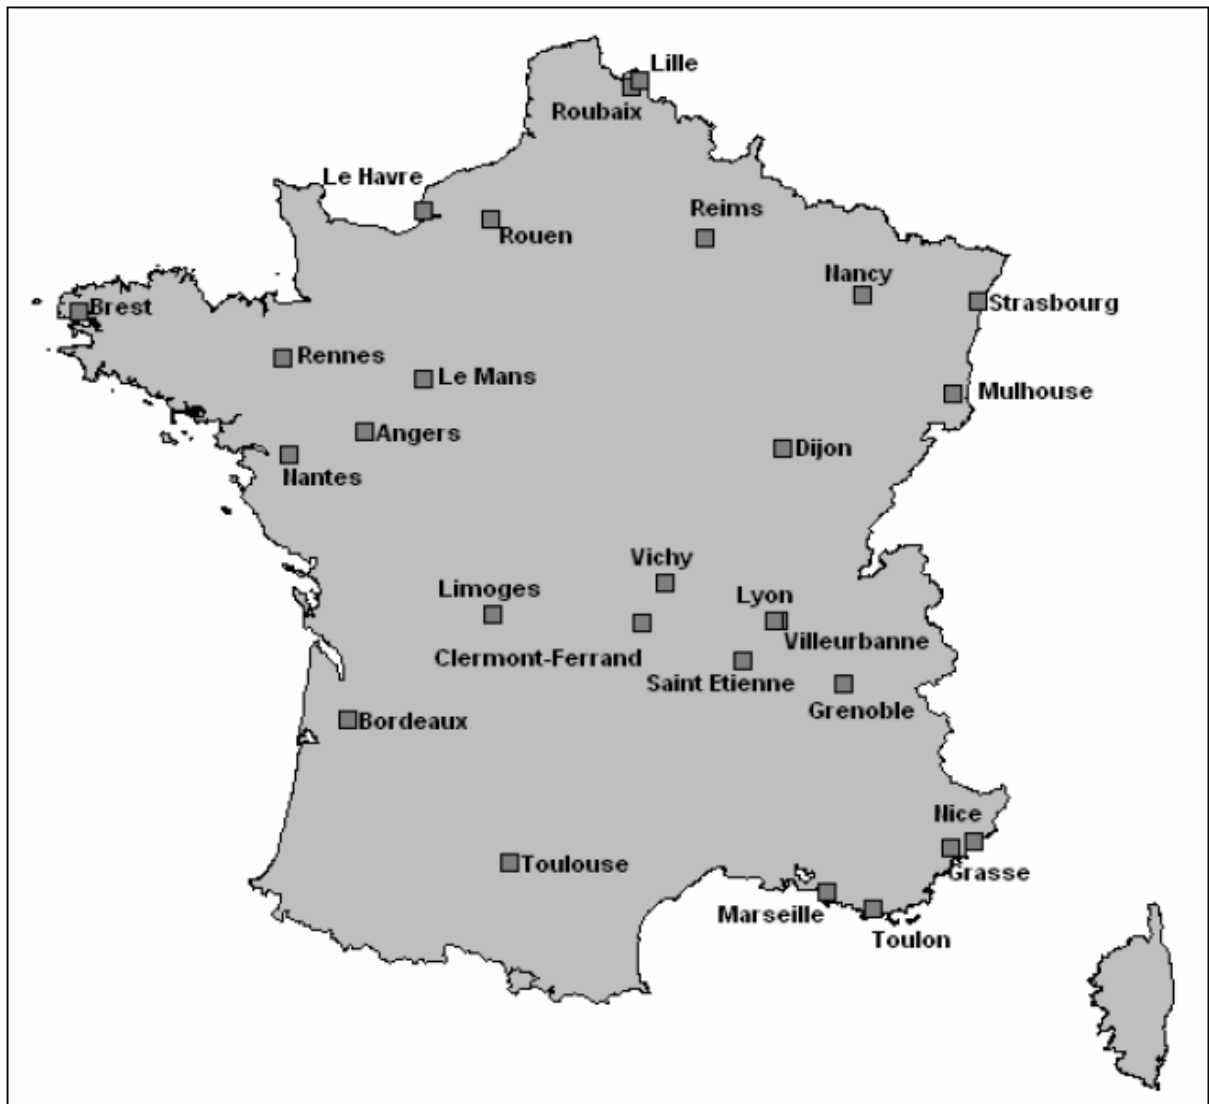 Lille
Roubaix
Le Havre
Rouen
Reims
Nancy
Strasbourg
Brest
Rennes
Le Mans
Mulhouse
Angers
Dijon
Nantes
Vichy
Limoges
Lyon
Villeurbanne
Clermont-Ferrand
Saint Etienne
Grenoble
Bordeaux
Nice
Toulouse
Grasse
Marseille
Toulon